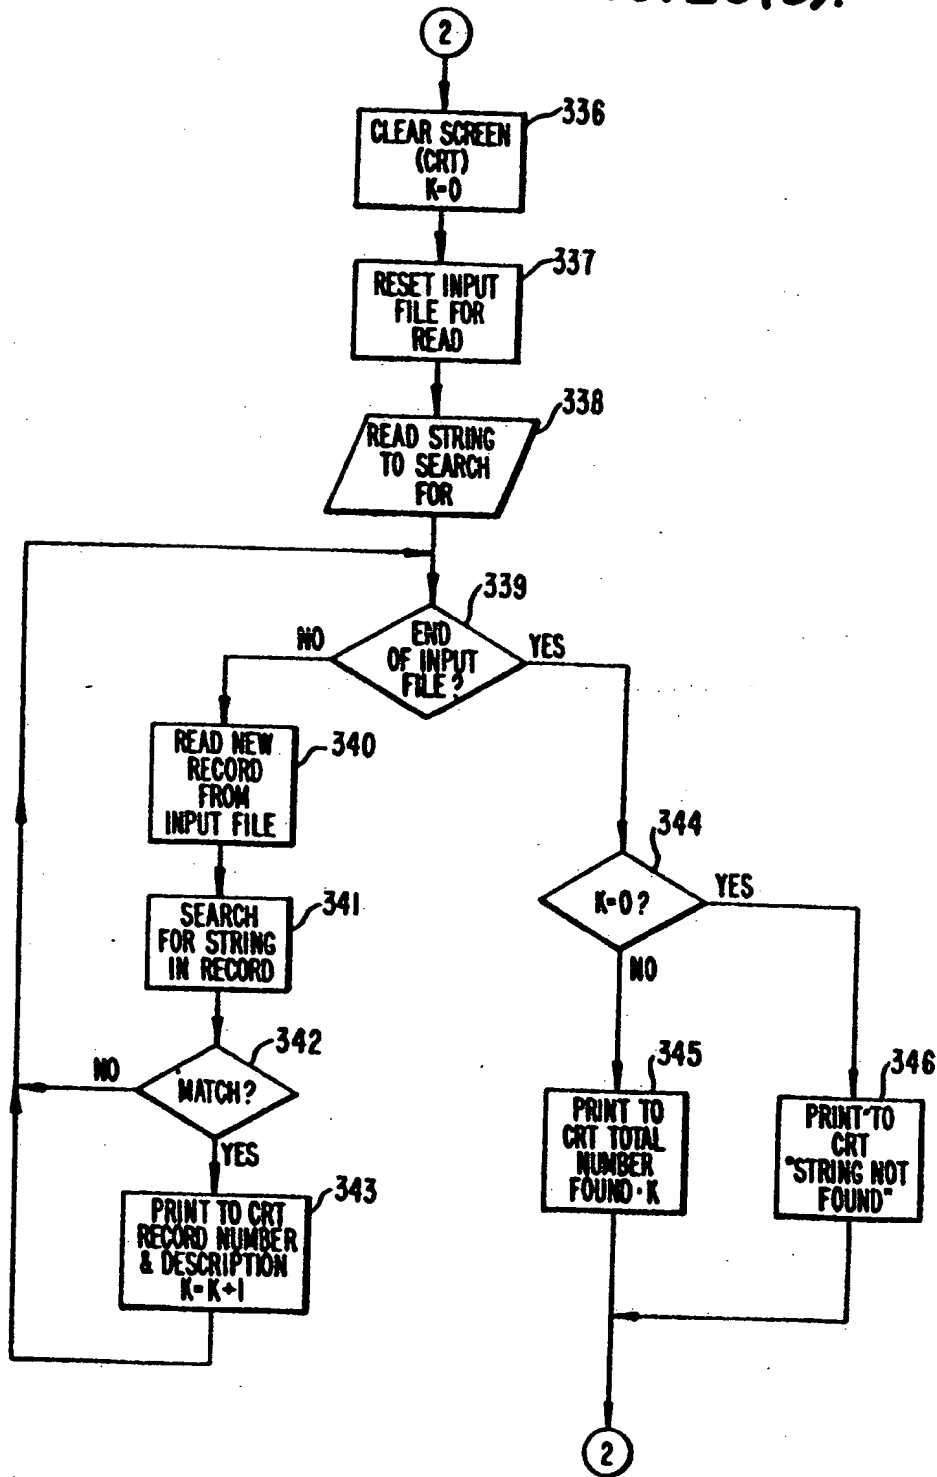 2
336
CLEAR SCREEN
(CRT)
K=0
337
RESET INPUT
FILE FOR
READ
338
READ STRING
TO SEARCH
FOR
339
END
OF INPUT
FILE?
NO
YES
READ NEW
RECORD
FROM
INPUT FILE
340
344
K=0?
YES
NO
SEARCH
FOR STRING
IN RECORD
341
342
MATCH?
NO
YES
343
PRINT TO CRT
RECORD NUMBER
& DESCRIPTION
K=K+1
345
PRINT TO
CRT TOTAL
NUMBER
FOUND·K
346
PRINT TO
CRT
"STRING NOT
FOUND"
2